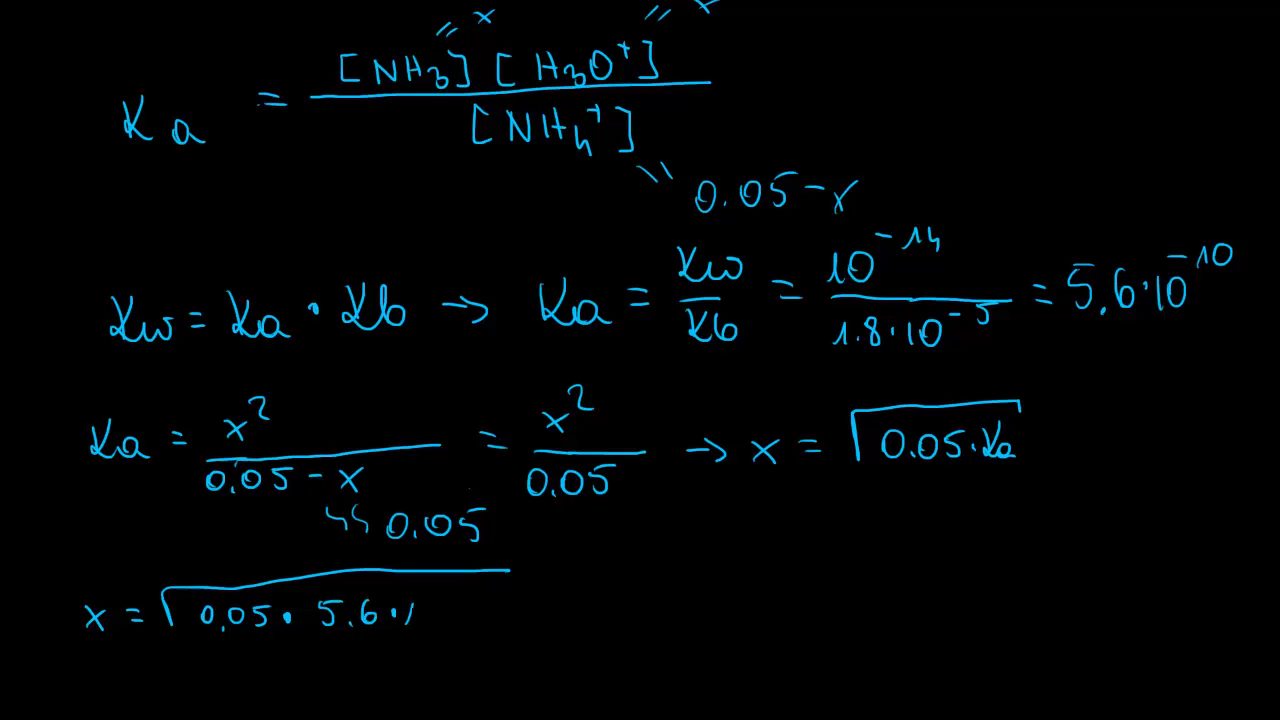 〃 x 〃 x
Ka = [NH3] [H3O+] / [NH4+]
〃 0.05 - x
Kw = Ka · Kb → Ka = Kw / Kb = 10^-14 / 1.8 · 10^-5 = 5.6 · 10^-10
Ka = x^2 / 0.05 - x = x^2 / 0.05 → x = √0.05 · Ka
0.05
x = √0.05 · 5.6 ·